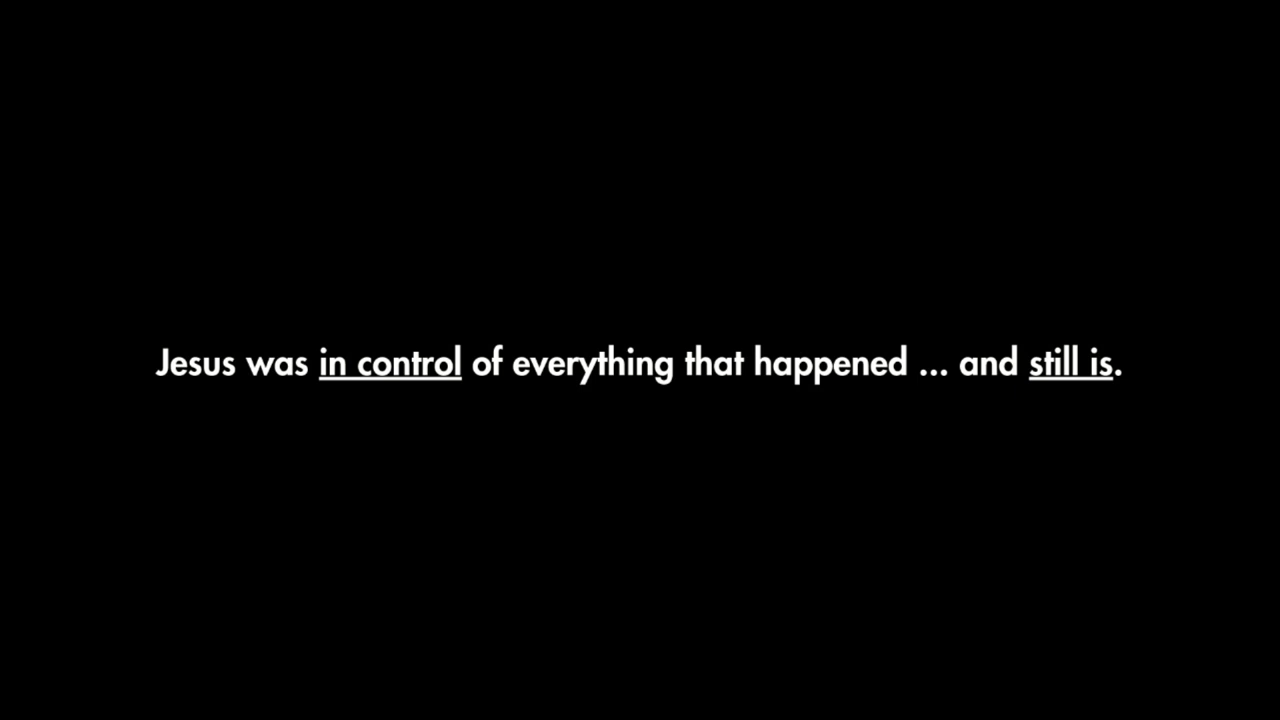 Jesus was in control of everything that happened ... and still is.